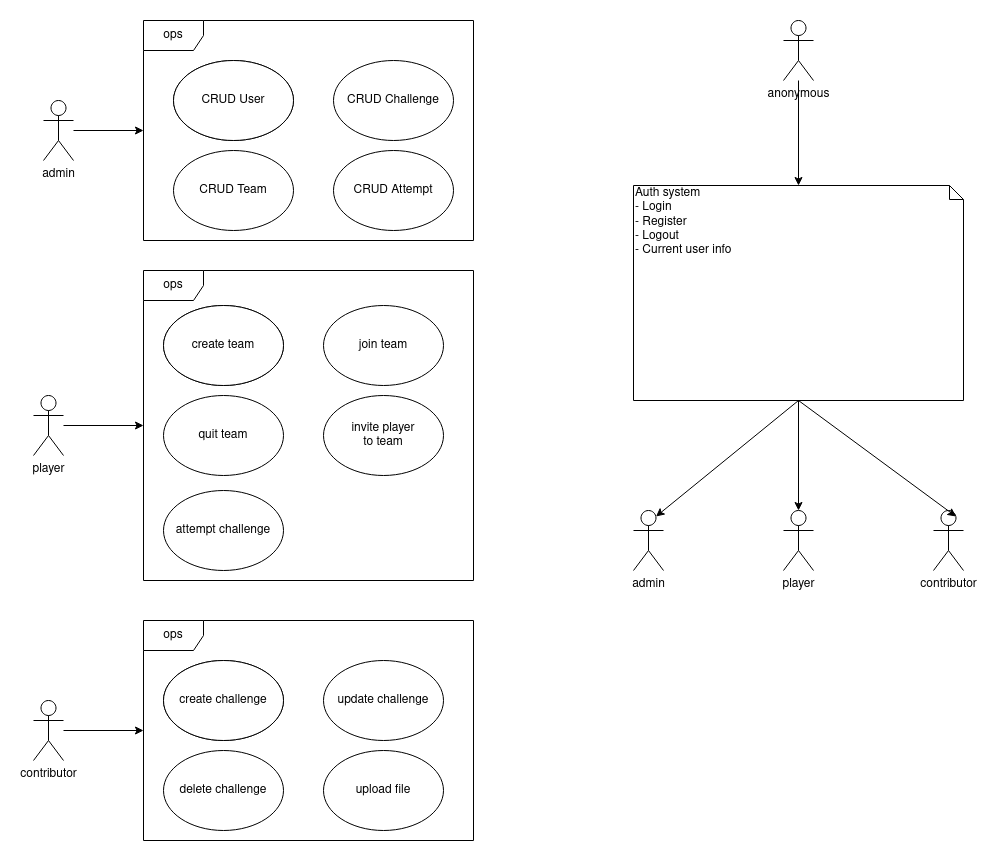 ops
CRUD User
CRUD Challenge
CRUD Team
CRUD Attempt
admin
ops
create team
join team
quit team
invite player
to team
attempt challenge
player
ops
create challenge
update challenge
delete challenge
upload file
contributor
anonymous
Auth system
- Login
- Register
- Logout
- Current user info
admin
player
contributor